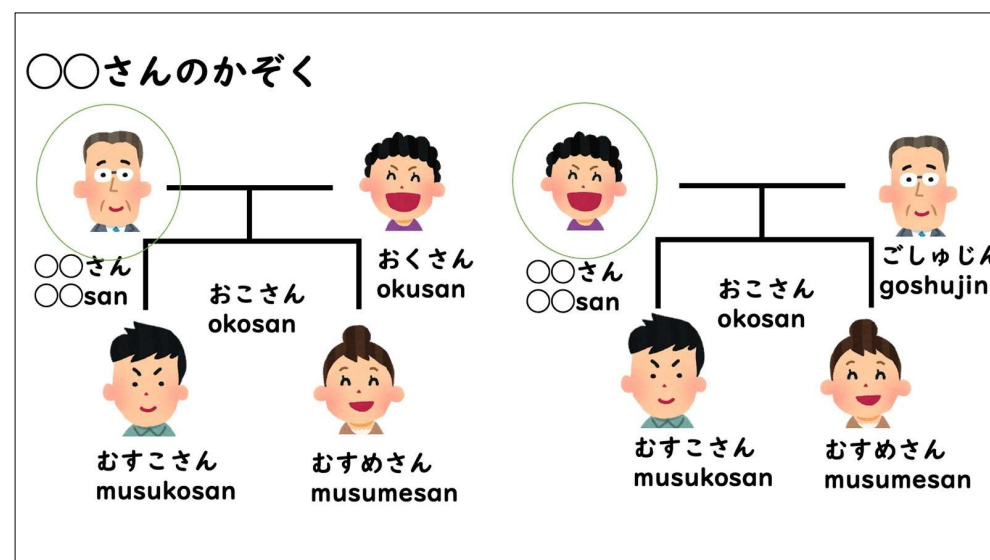 ○○さんのかぞく
○○さん
○○san
おくさん
okusan
おこさん
okosan
むすこさん
musukosan
むすめさん
musumesan
○○さん
○○san
ごしゅじん
goshujin
おこさん
okosan
むすこさん
musukosan
むすめさん
musumesan